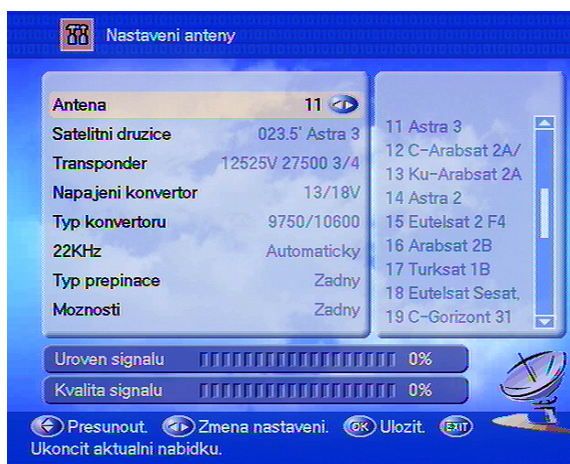 Nastaveni anteny
Antena 11
Satelitni druzice 023.5' Astra 3
Transponder 12525V 27500 3/4
Napajeni konvertor 13/18V
Typ konvertoru 9750/10600
22KHz Automaticky
Typ prepinace Zadny
Moznosti Zadny
11 Astra 3
12 C-Arabsat 2A/
13 Ku-Arabsat 2A
14 Astra 2
15 Eutelsat 2 F4
16 Arabsat 2B
17 Turksat 1B
18 Eutelsat Sesat,
19 C-Gorizont 31
Uroven signalu 0%
Kvalita signalu 0%
Presunout. Zmena nastaveni. OK Ulozit. EXIT
Ukoncit aktualni nabidku.